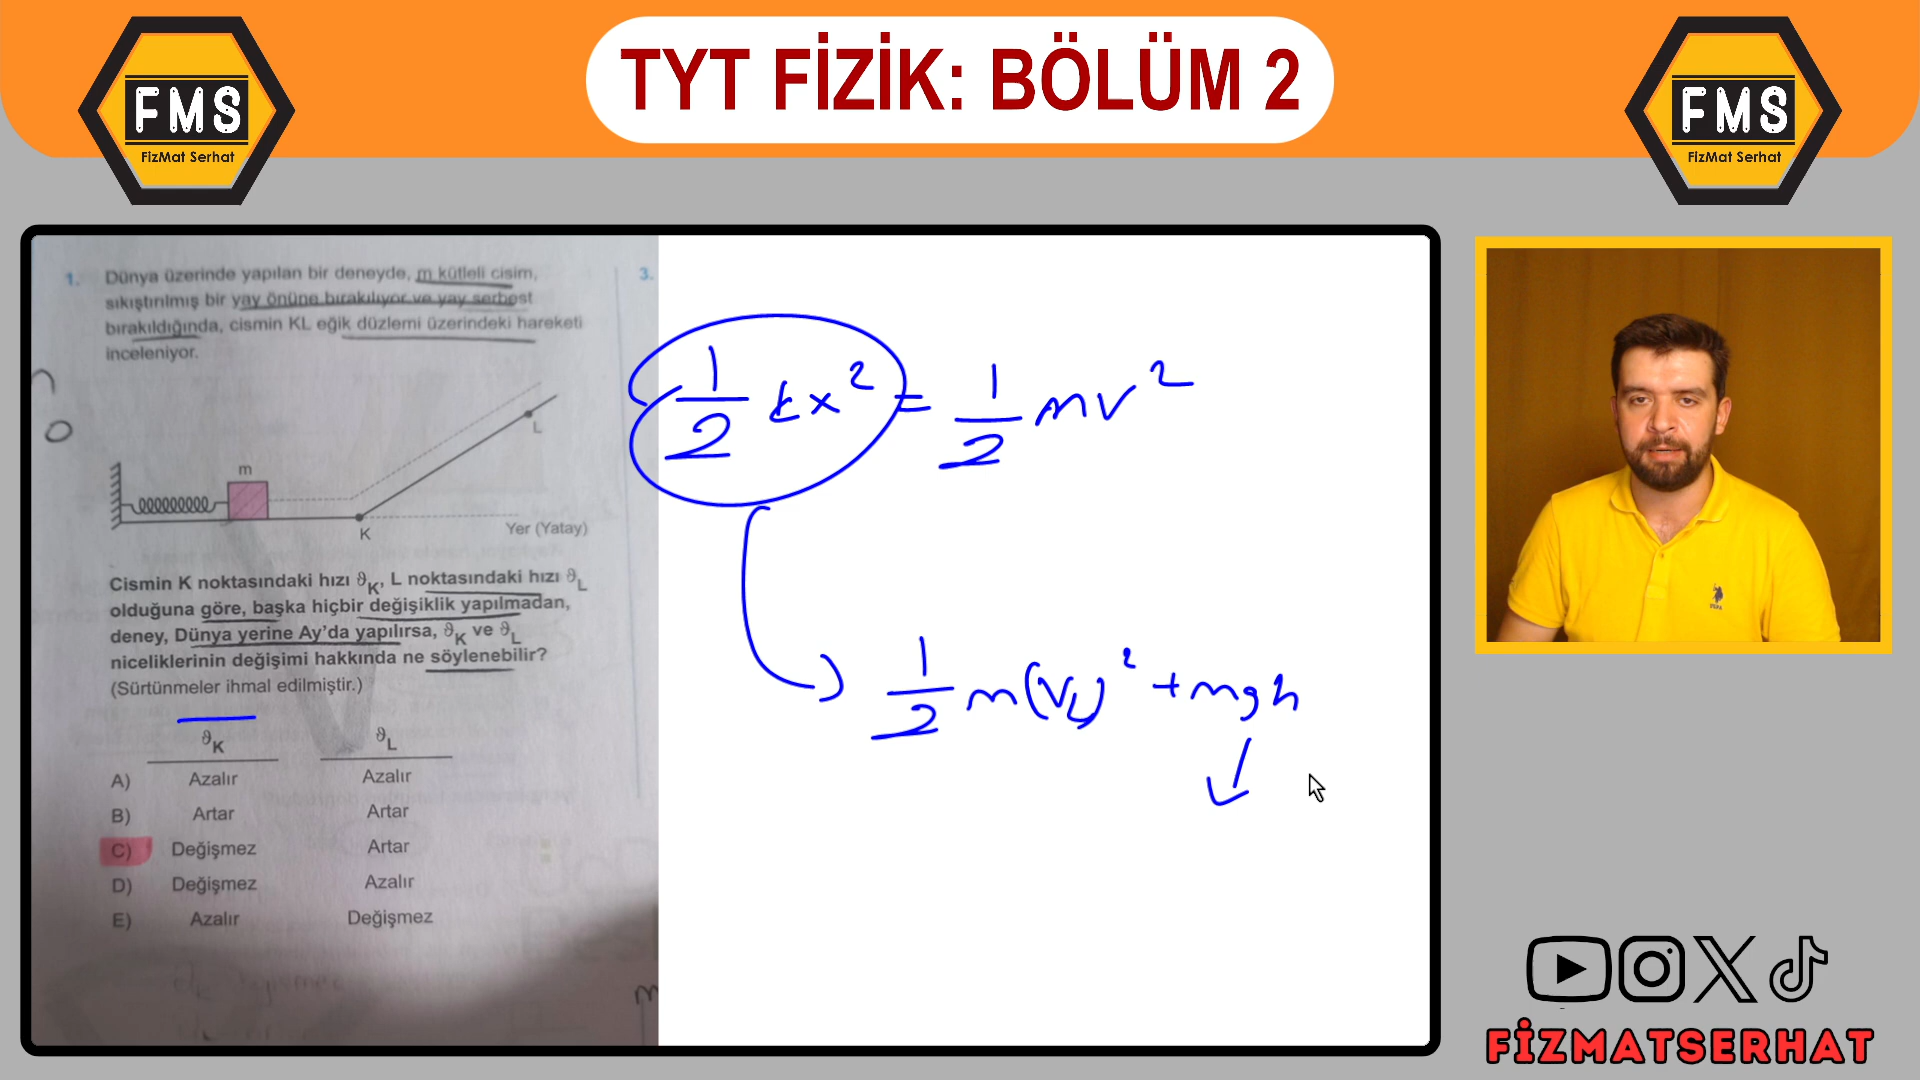 TYT FİZİK: BÖLÜM 2
FMS
FizMat Serhat
FMS
FizMat Serhat
1. Dünya üzerinde yapılan bir deneyde, m kütleli cisim,
sıkıştırılmış bir yay önüne bırakılıyor ve yay serbest
bırakıldığında, cismin KL eğik düzlemi üzerindeki hareketi
inceleniyor.
3.
m
L
K
Yer (Yatay)
Cismin K noktasındaki hızı ϑK, L noktasındaki hızı ϑL
olduğuna göre, başka hiçbir değişiklik yapılmadan,
deney, Dünya yerine Ay'da yapılırsa, ϑK ve ϑL
niceliklerinin değişimi hakkında ne söylenebilir?
(Sürtünmeler ihmal edilmiştir.)
ϑK ϑL
A) Azalır Azalır
B) Artar Artar
C) Değişmez Artar
D) Değişmez Azalır
E) Azalır Değişmez
1/2 kx² = 1/2 mv²
1/2 m(VL)² + mgh
FİZMATSERHAT